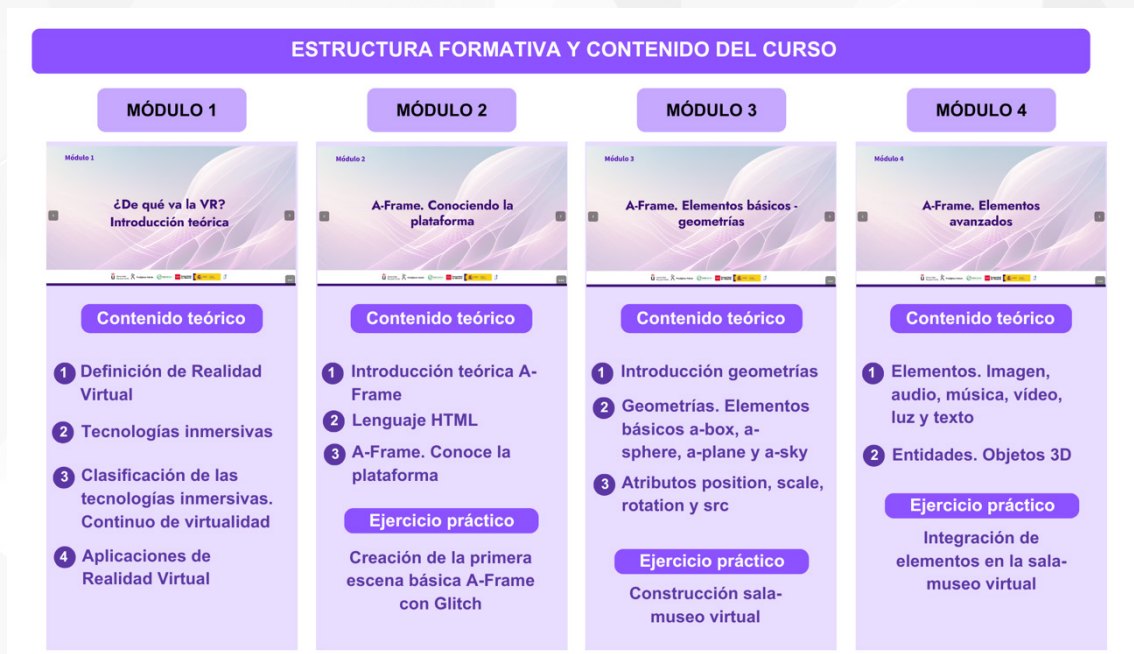 ESTRUCTURA FORMATIVA Y CONTENIDO DEL CURSO
MÓDULO 1
Módulo 1
¿De qué va la VR?
Introducción teórica
Contenido teórico
1 Definición de Realidad
Virtual
2 Tecnologías inmersivas
3 Clasificación de las
tecnologías inmersivas.
Continuo de virtualidad
4 Aplicaciones de
Realidad Virtual
MÓDULO 2
Módulo 2
A-Frame. Conociendo la
plataforma
Contenido teórico
1 Introducción teórica A-
Frame
2 Lenguaje HTML
3 A-Frame. Conoce la
plataforma
Ejercicio práctico
Creación de la primera
escena básica A-Frame
con Glitch
MÓDULO 3
Módulo 3
A-Frame. Elementos básicos -
geometrías
Contenido teórico
1 Introducción geometrías
2 Geometrías. Elementos
básicos a-box, a-
sphere, a-plane y a-sky
3 Atributos position, scale,
rotation y src
Ejercicio práctico
Construcción sala-
museo virtual
MÓDULO 4
Módulo 4
A-Frame. Elementos
avanzados
Contenido teórico
1 Elementos. Imagen,
audio, música, vídeo,
luz y texto
2 Entidades. Objetos 3D
Ejercicio práctico
Integración de
elementos en la sala-
museo virtual